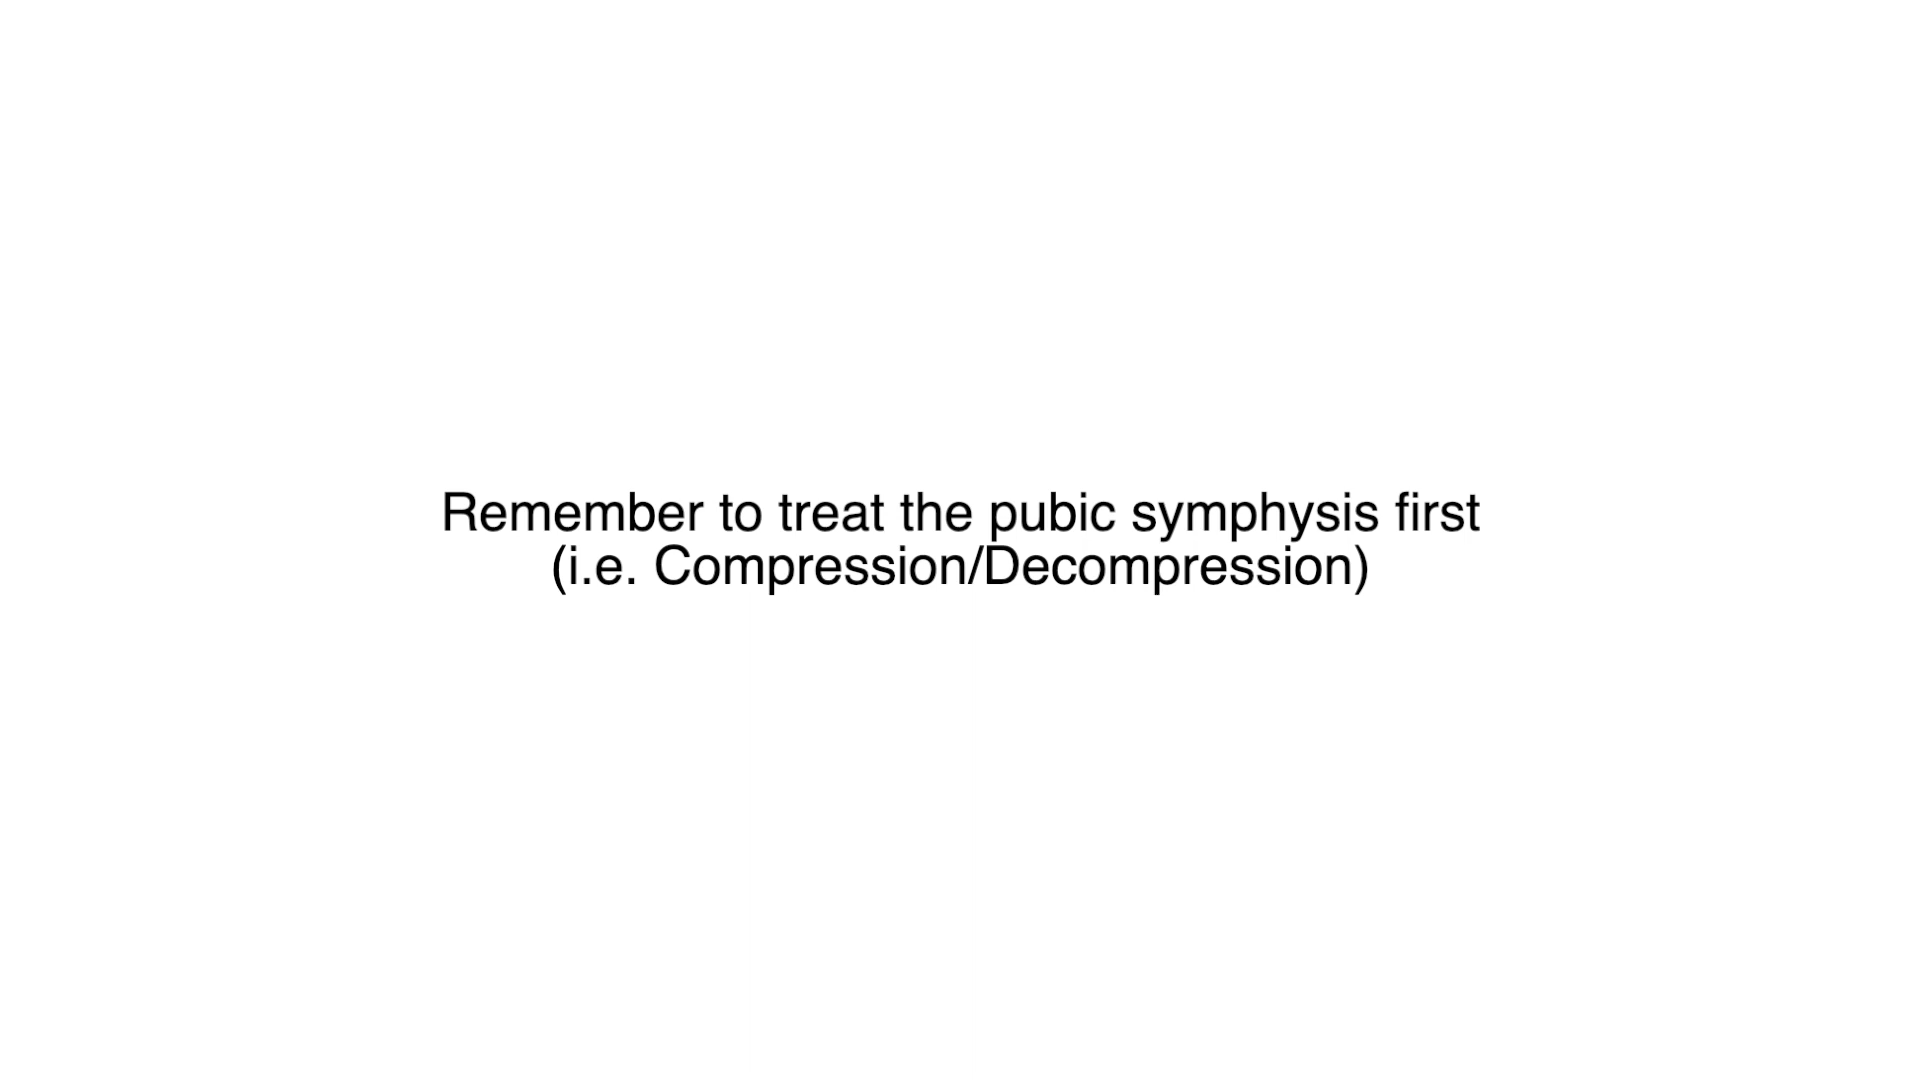 Remember to treat the pubic symphysis first
(i.e. Compression/Decompression)